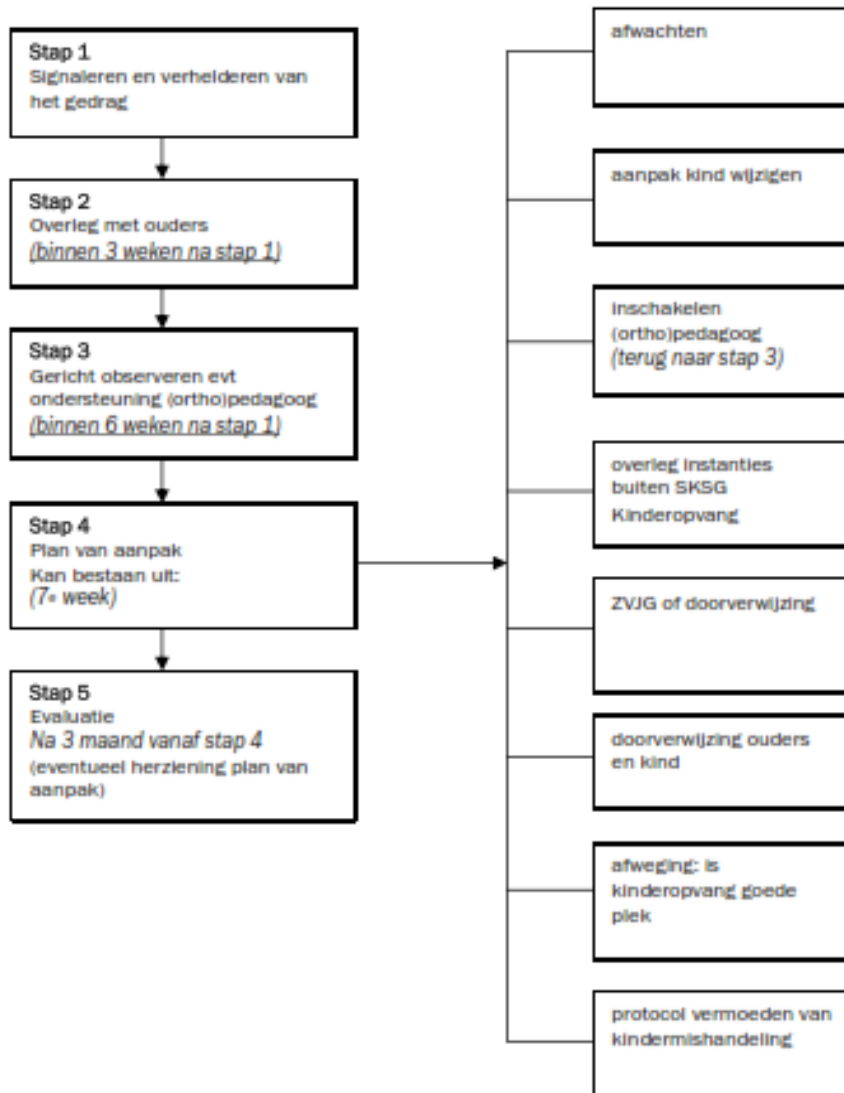 Stap 1
Signaleren en verhelderen van
het gedrag
Stap 2
Overleg met ouders
(binnen 3 weken na stap 1)
Stap 3
Gericht observeren evt
ondersteuning (ortho)pedagoog
(binnen 6 weken na stap 1)
Stap 4
Plan van aanpak
Kan bestaan uit:
(7e week)
Stap 5
Evaluatie
Na 3 maand vanaf stap 4
(eventueel herziening plan van
aanpak)
afwachten
aanpak kind wijzigen
inschakelen
(ortho)pedagoog
(terug naar stap 3)
overleg instanties
buiten SKSG
Kinderopvang
ZVJG of doorverwijzing
doorverwijzing ouders
en kind
afweging: is
kinderopvang goede
plek
protocol vermoeden van
kindermishandeling